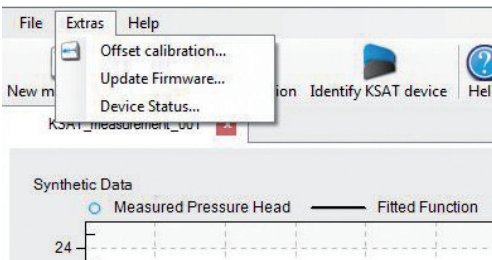 File Extras Help
Offset calibration...
Update Firmware...
Device Status...
New m ion Identify KSAT device Hel
KSAT_measurement_001
Synthetic Data
Measured Pressure Head Fitted Function
24